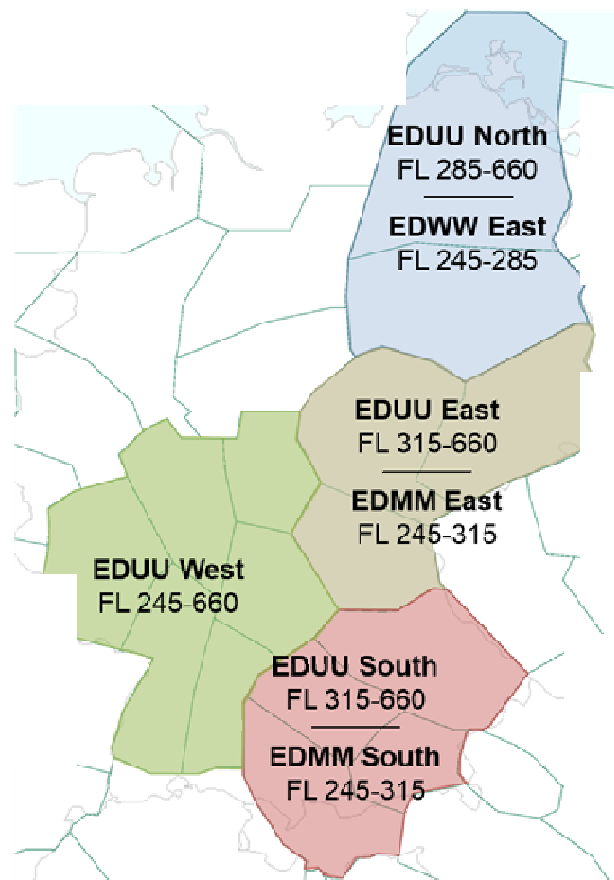 EDUU North
FL 285-660
EDWW East
FL 245-285
EDUU East
FL 315-660
EDMM East
FL 245-315
EDUU West
FL 245-660
EDUU South
FL 315-660
EDMM South
FL 245-315